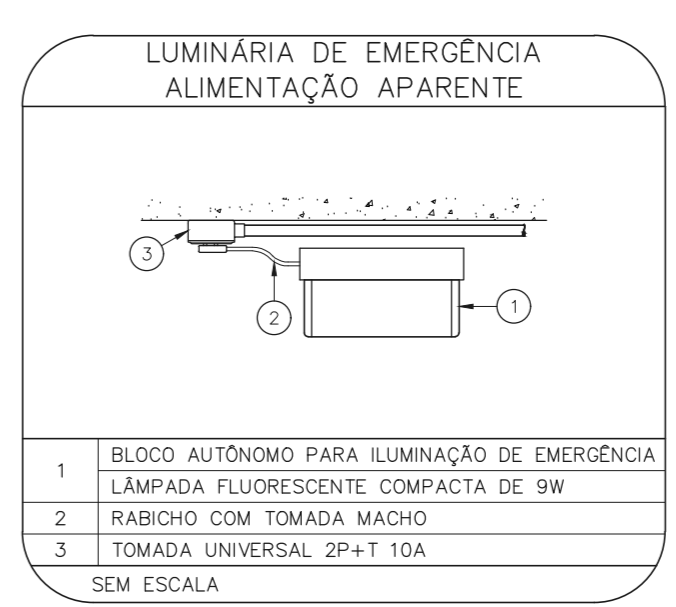 LUMINÁRIA DE EMERGÊNCIA
ALIMENTAÇÃO APARENTE
3
2
1
1
BLOCO AUTÔNOMO PARA ILUMINAÇÃO DE EMERGÊNCIA
LÂMPADA FLUORESCENTE COMPACTA DE 9W
2 RABICHO COM TOMADA MACHO
3 TOMADA UNIVERSAL 2P+T 10A
SEM ESCALA